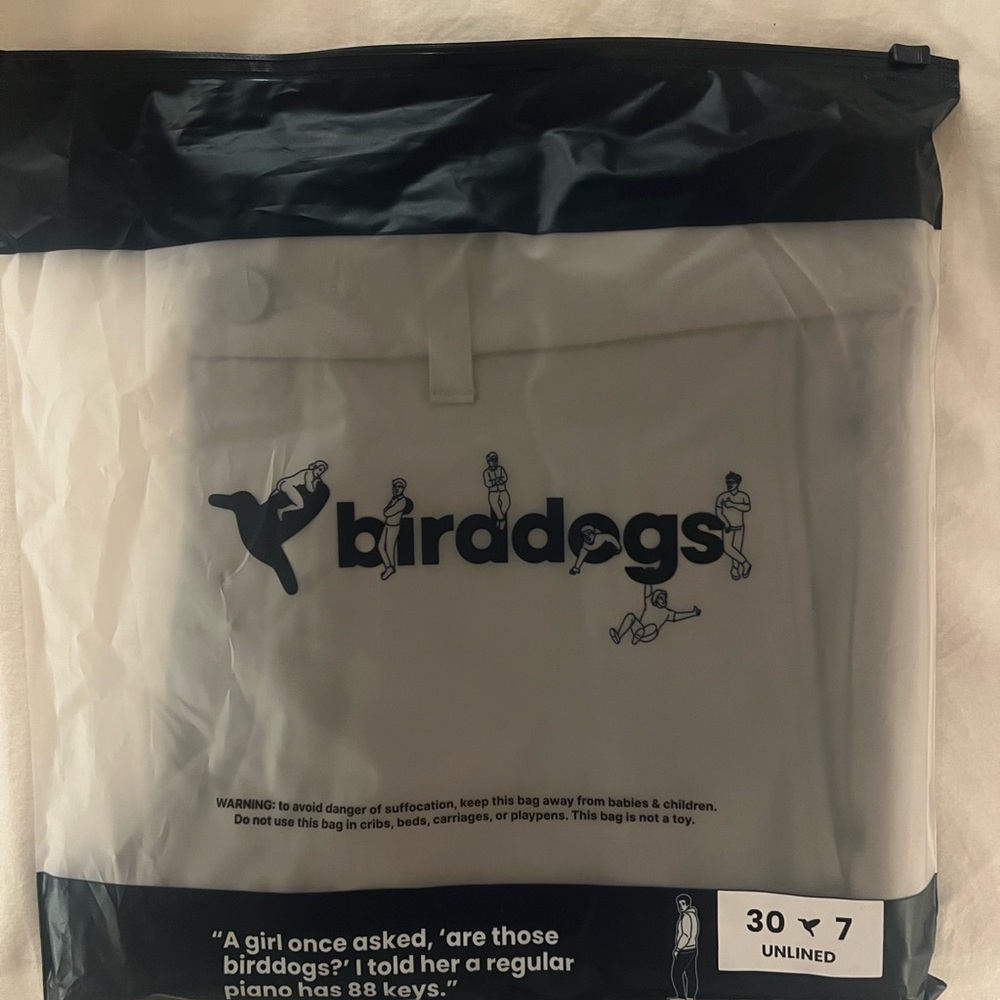 birddogs
WARNING: to avoid danger of suffocation, keep this bag away from babies & children.
Do not use this bag in cribs, beds, carriages, or playpens. This bag is not a toy.
“A girl once asked, ‘are those
birddogs?’ I told her a regular
piano has 88 keys.”
30 7
UNLINED